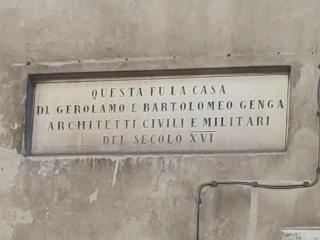 QUESTA FU LA CASA
DI GEROLAMO E BARTOLOMEO GENGA
ARCHITETTI CIVILI E MILITARI
DEL SECOLO XVI